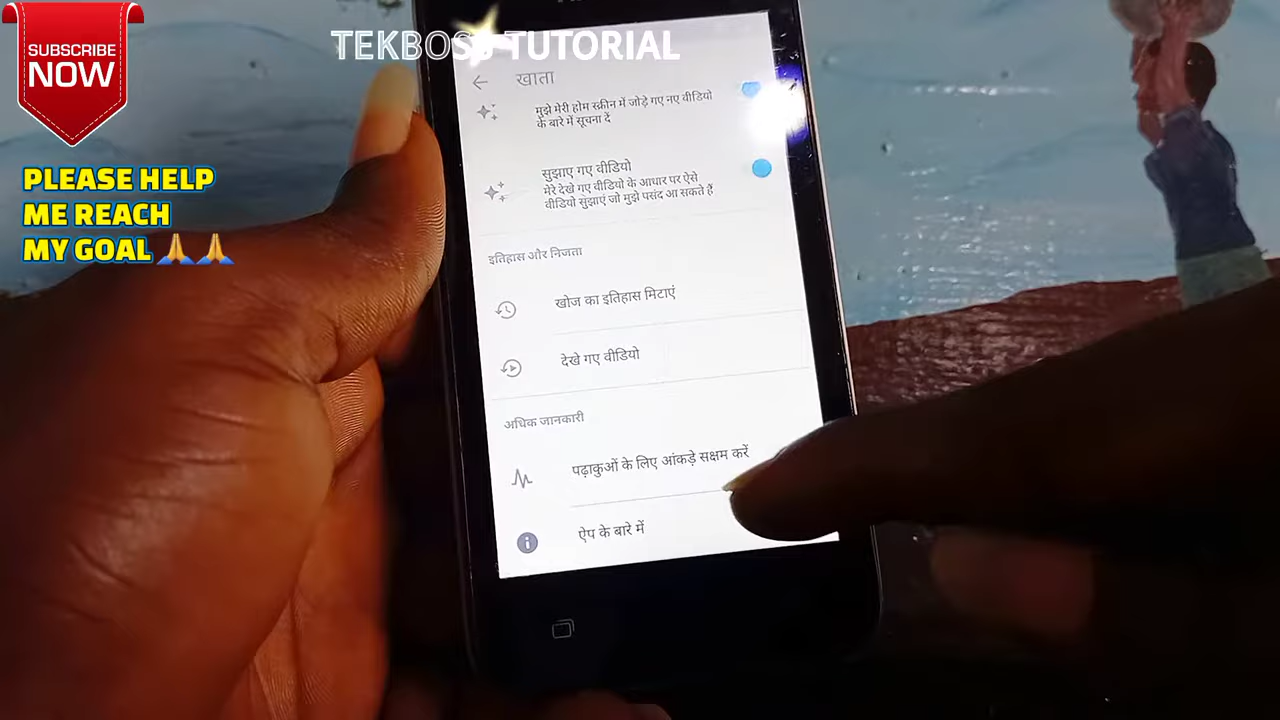 SUBSCRIBE
NOW
TEKBOSS TUTORIAL
PLEASE HELP
ME REACH
MY GOAL🙏🙏
खाता
मुझे मेरी होम स्क्रीन में जोड़े गए नए वीडियो
के बारे में सूचना दें
सुझाए गए वीडियो
मेरे देखे गए वीडियो के आधार पर ऐसे
वीडियो सुझाएं जो मुझे पसंद आ सकते हैं
इतिहास और निजता
खोज का इतिहास मिटाएं
देखे गए वीडियो
अधिक जानकारी
पढ़ाकुओं के लिए आंकड़े सक्षम करें
ऐप के बारे में